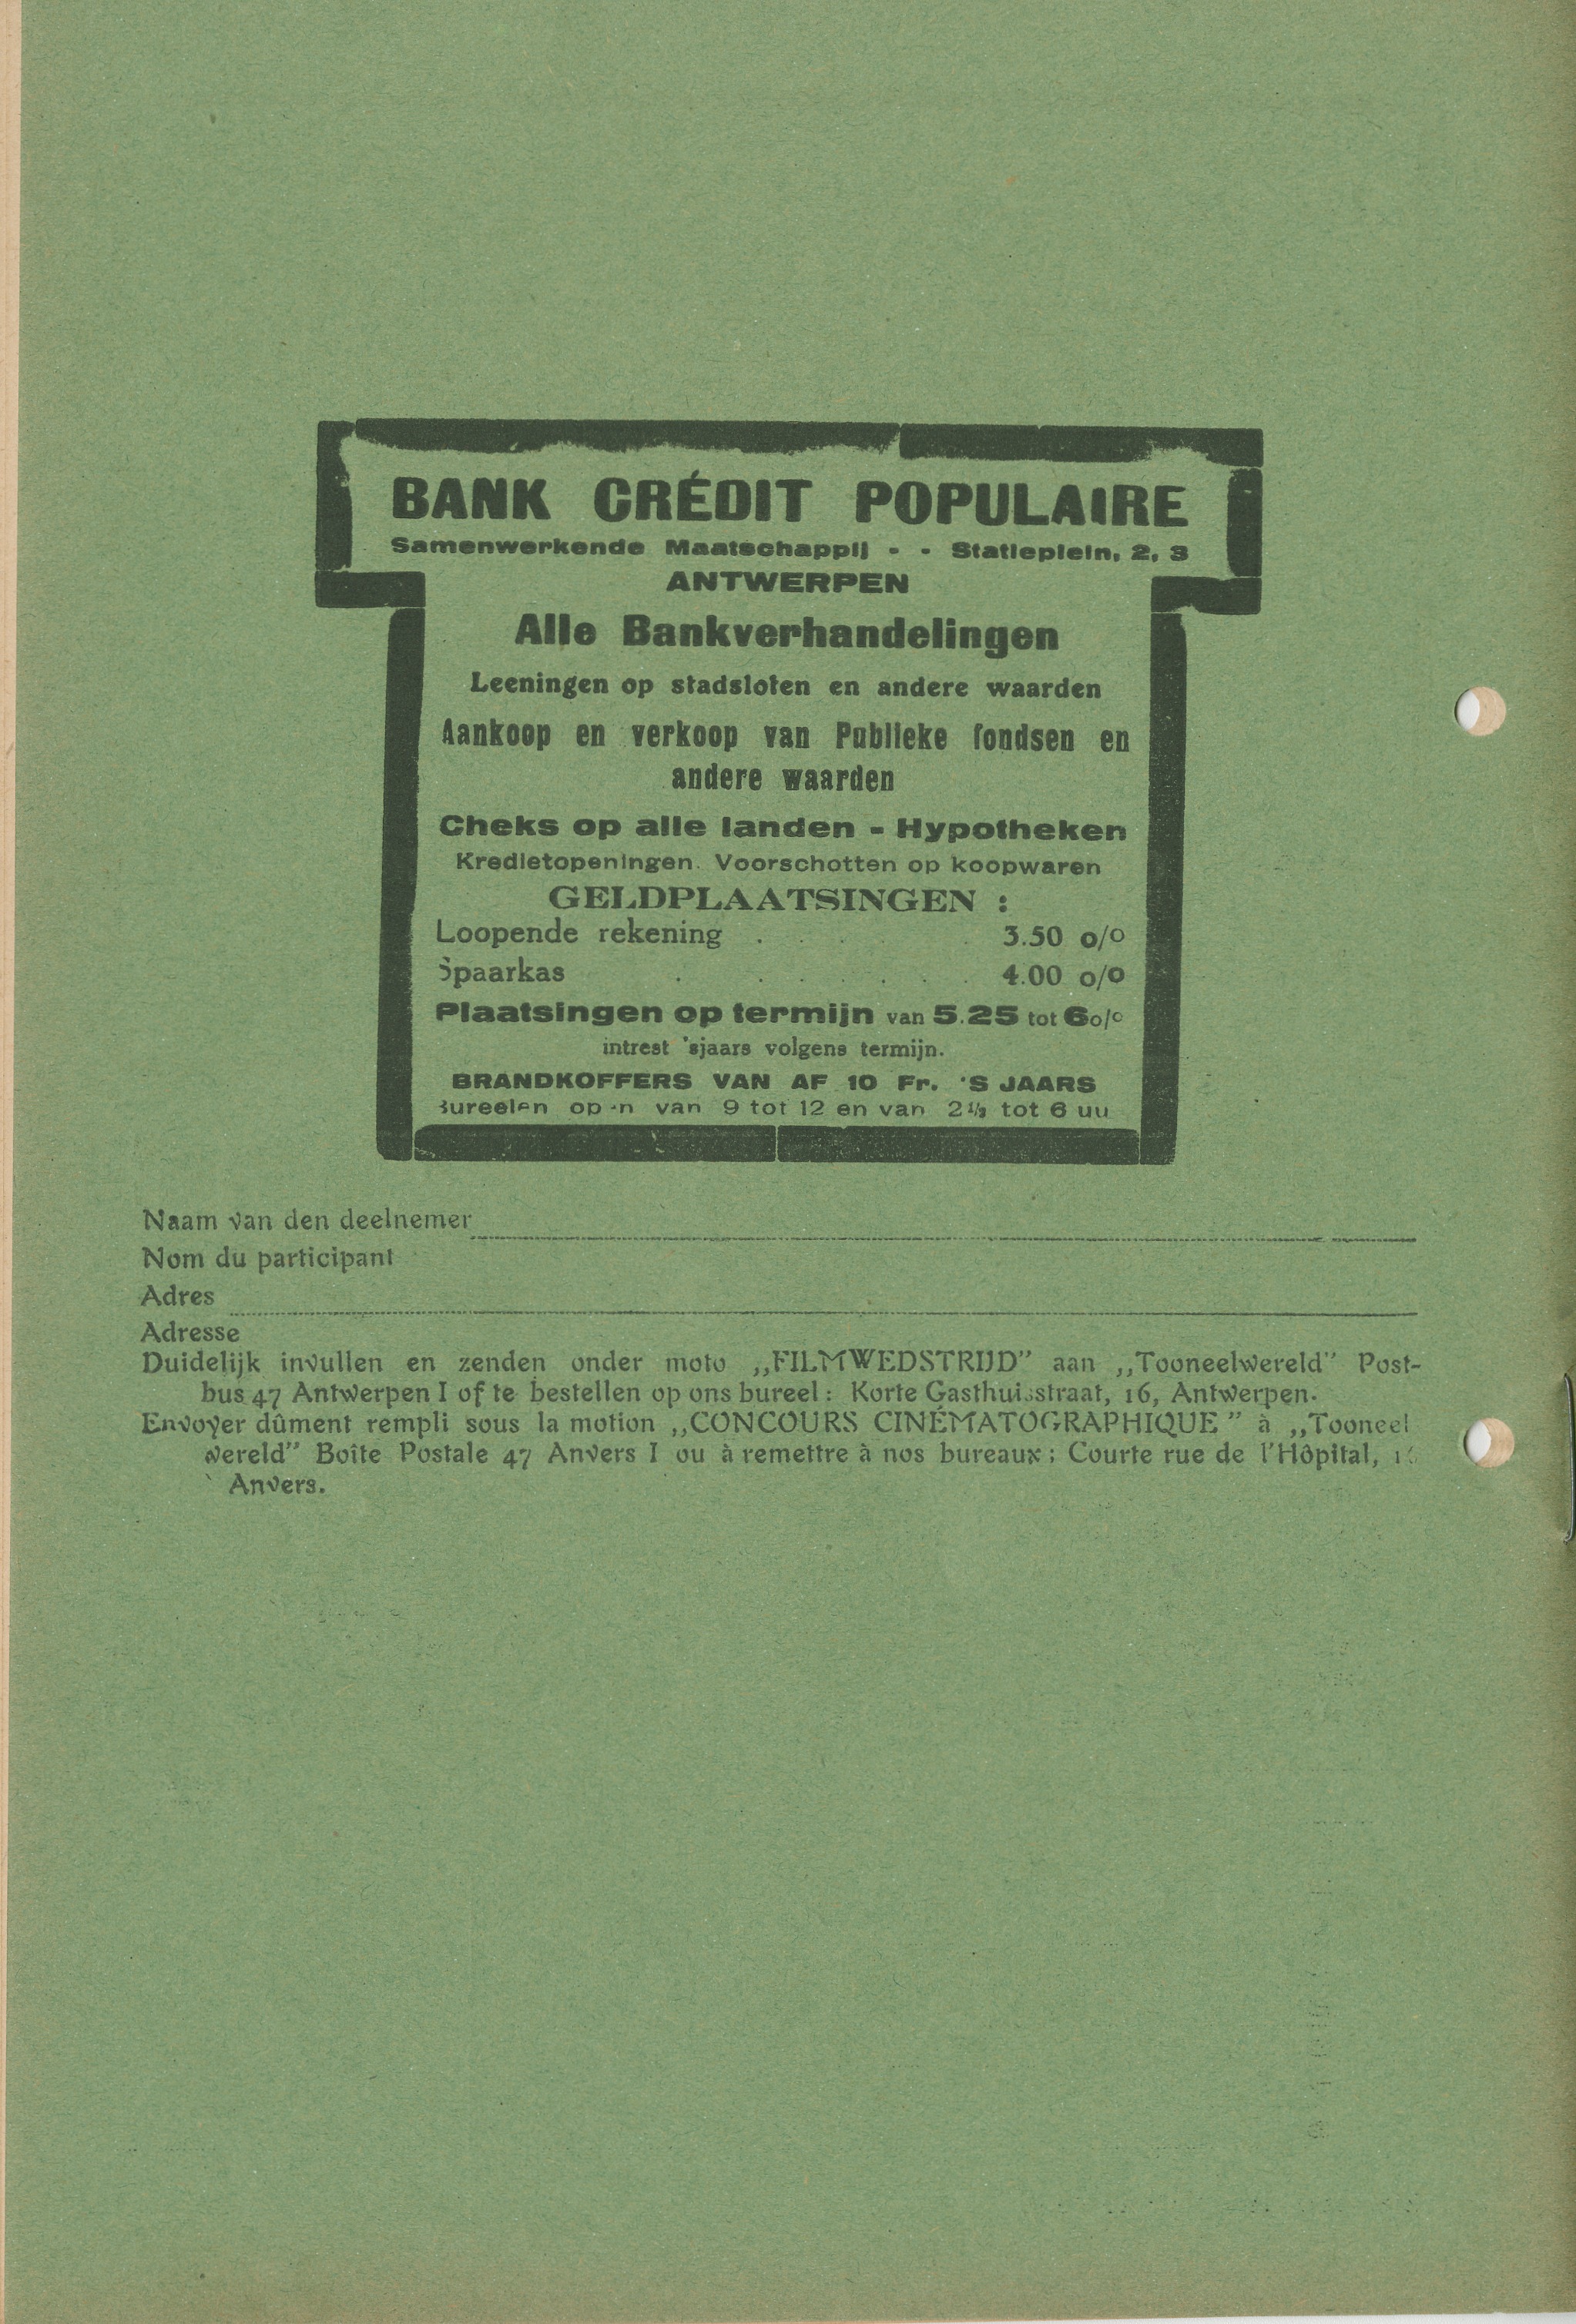 BANK CRÉDIT POPULAIRE
Samenwerkende Maatschappij - - Statieplein, 2, 3
ANTWERPEN
Alle Bankverhandelingen
Leeningen op stadsloten en andere waarden
Aankoop en verkoop van Publieke fondsen en
andere waarden
Cheks op alle landen - Hypotheken
Kredietopeningen. Voorschotten op koopwaren
GELDPLAATSINGEN :
Loopende rekening . . . . . 3.50 o/o
Spaarkas . . . . . . 4.00 o/o
Plaatsingen op termijn van 5.25 tot 6 o/o
intrest 'sjaars volgens termijn.
BRANDKOFFERS VAN AF 10 Fr. 'S JAARS
Bureelen open van 9 tot 12 en van 2 1/2 tot 6 uu
Naam van den deelnemer
Nom du participant
Adres
Adresse
Duidelijk invullen en zenden onder moto „FILMWEDSTRIJD” aan „Tooneelwereld” Post-
bus 47 Antwerpen I of te bestellen op ons bureel : Korte Gasthuisstraat, 16, Antwerpen.
Envoyer dûment rempli sous la motion „CONCOURS CINÉMATOGRAPHIQUE” à „Tooneel
wereld” Boîte Postale 47 Anvers I ou à remettre à nos bureaux ; Courte rue de l'Hôpital, 16
Anvers.